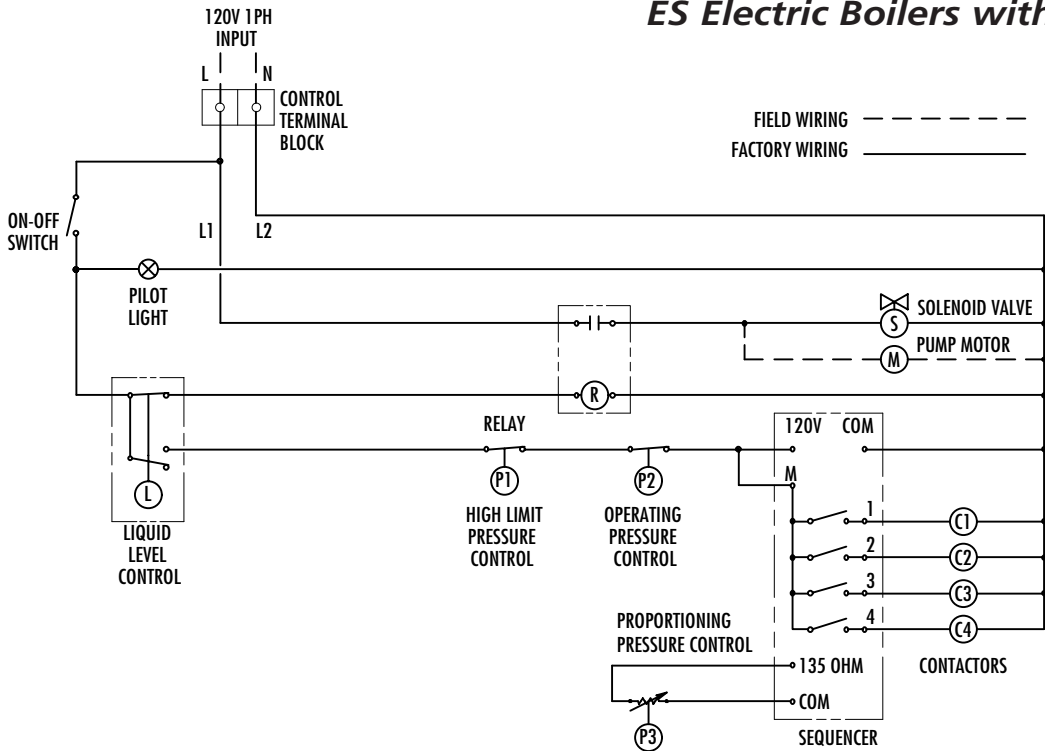 ES Electric Boilers with
120V 1PH
INPUT
L N
CONTROL
TERMINAL
BLOCK
FIELD WIRING
FACTORY WIRING
ON-OFF
SWITCH
L1 L2
PILOT
LIGHT
S SOLENOID VALVE
M PUMP MOTOR
R
RELAY
120V COM
M
L
LIQUID
LEVEL
CONTROL
P1
HIGH LIMIT
PRESSURE
CONTROL
P2
OPERATING
PRESSURE
CONTROL
1 C1
2 C2
3 C3
4 C4
CONTACTORS
PROPORTIONING
PRESSURE CONTROL
135 OHM
COM
P3
SEQUENCER